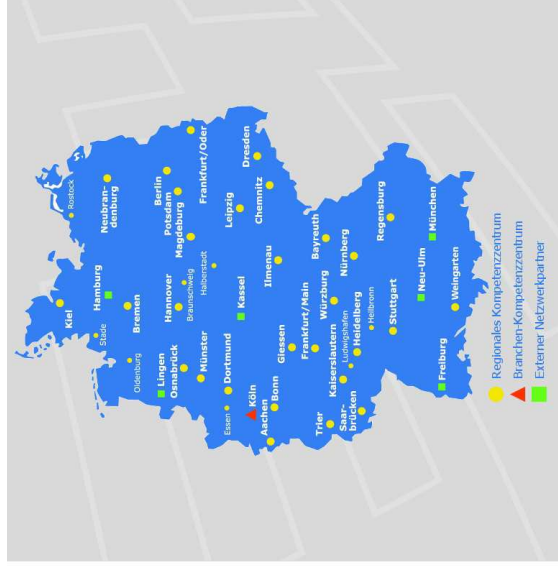 Rostock
Kiel
Neubran-
denburg
Hamburg
Stade
Bremen
Oldenburg
Berlin
Potsdam
Magdeburg
Frankfurt/Oder
Hannover
Braunschweig
Halberstadt
Lingen
Osnabrück
Münster
Dortmund
Essen
Kassel
Leipzig
Dresden
Chemnitz
Köln
Bonn
Aachen
Ilmenau
Giessen
Frankfurt/Main
Bayreuth
Würzburg
Nürnberg
Trier
Saar-
brücken
Kaiserslautern
Ludwigshafen
Heidelberg
Heilbronn
Stuttgart
Regensburg
Neu-Ulm
München
Freiburg
Weingarten
Regionales Kompetenzzentrum
Branchen-Kompetenzzentrum
Externer Netzwerkpartner